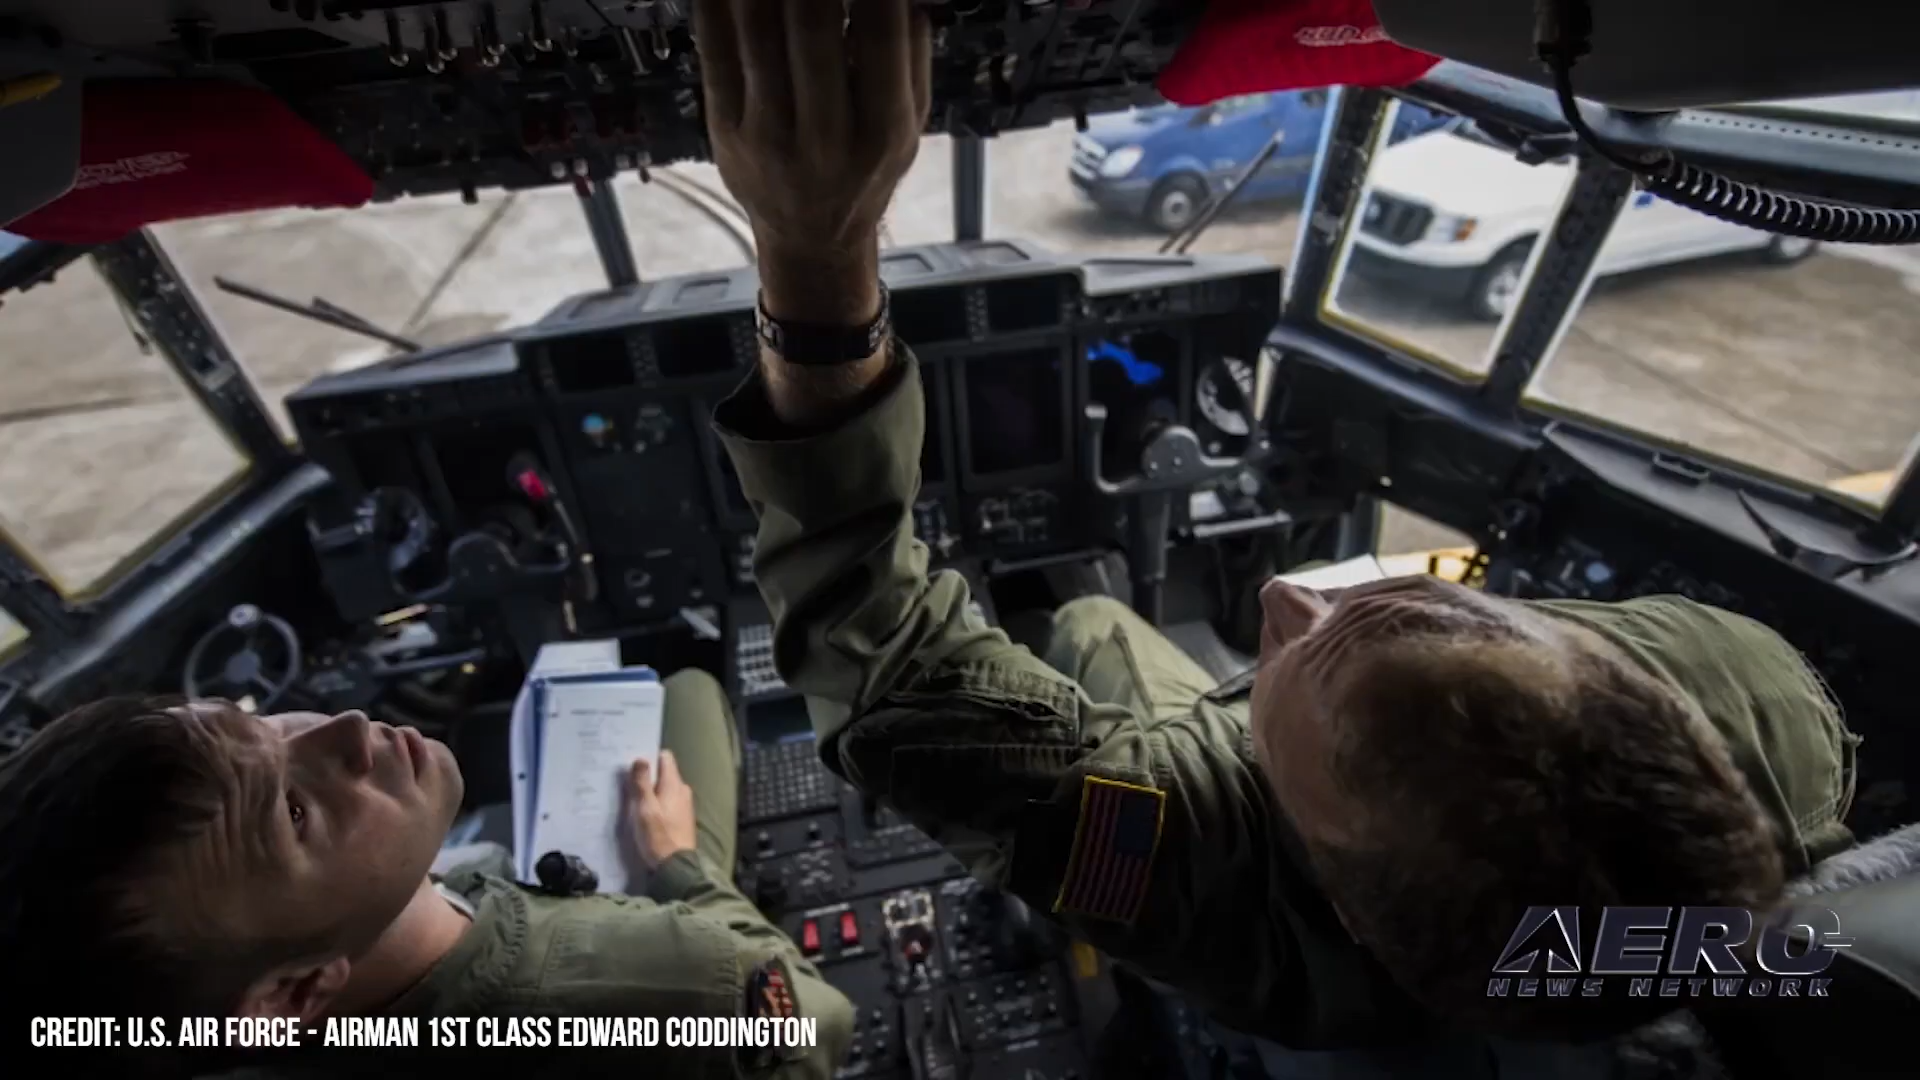 CREDIT: U.S. AIR FORCE - AIRMAN 1ST CLASS EDWARD CODDINGTON
AERO
NEWS NETWORK